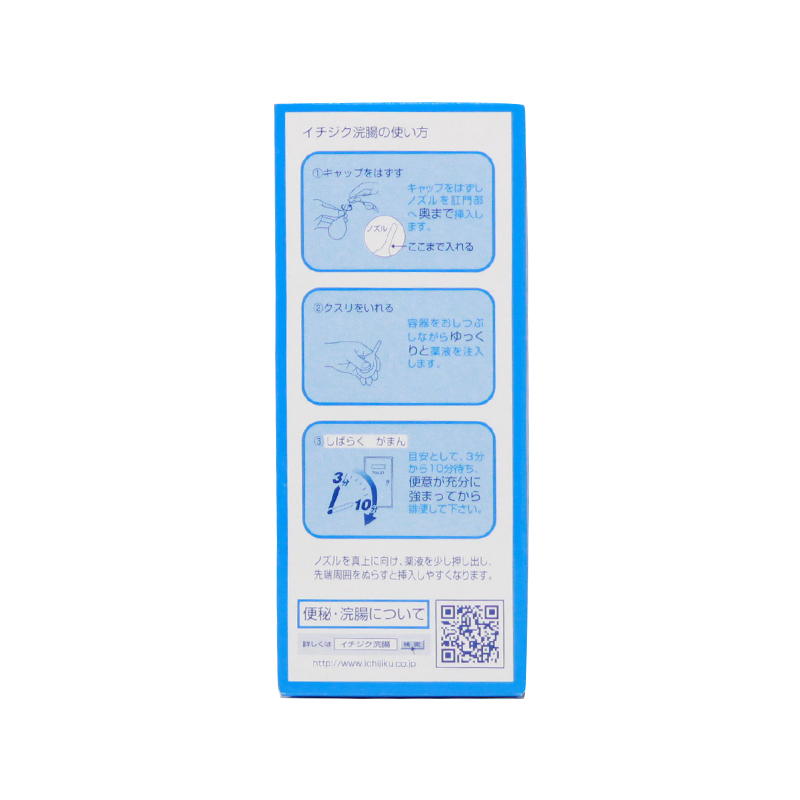 イチジク浣腸の使い方
①キャップをはずす
キャップをはずし
ノズルを肛門部
へ奥まで挿入し
ます。
ノズル
ここまで入れる
②クスリをいれる
容器をおしつぶ
しながらゆっく
りと薬液を注入
します。
③しばらく がまん
目安として、3分
から10分待ち、
便意が充分に
強まってから
排便して下さい。
TOILET
3分
10分
ノズルを真上に向け、薬液を少し押し出し、
先端周囲をぬらすと挿入しやすくなります。
便秘・浣腸について
詳しくは イチジク浣腸 検索
http://www.ichijiku.co.jp